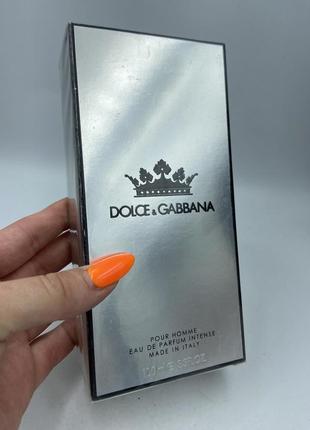 DOLCE & GABBANA
POUR HOMME
EAU DE PARFUM INTENSE
MADE IN ITALY